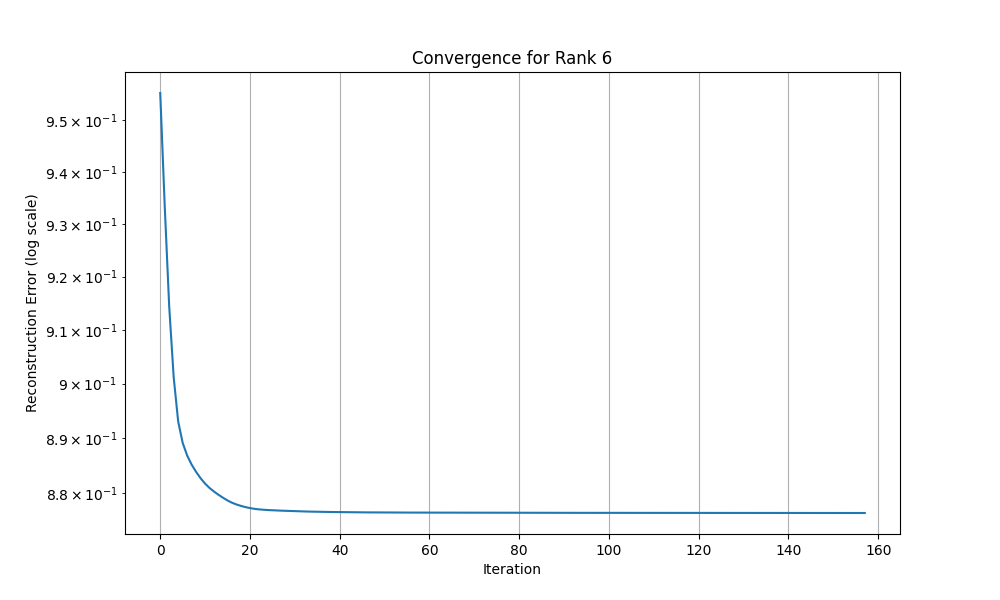 Convergence for Rank 6
Reconstruction Error (log scale)
9.5 × 10⁻¹
9.4 × 10⁻¹
9.3 × 10⁻¹
9.2 × 10⁻¹
9.1 × 10⁻¹
9 × 10⁻¹
8.9 × 10⁻¹
8.8 × 10⁻¹
0 20 40 60 80 100 120 140 160
Iteration